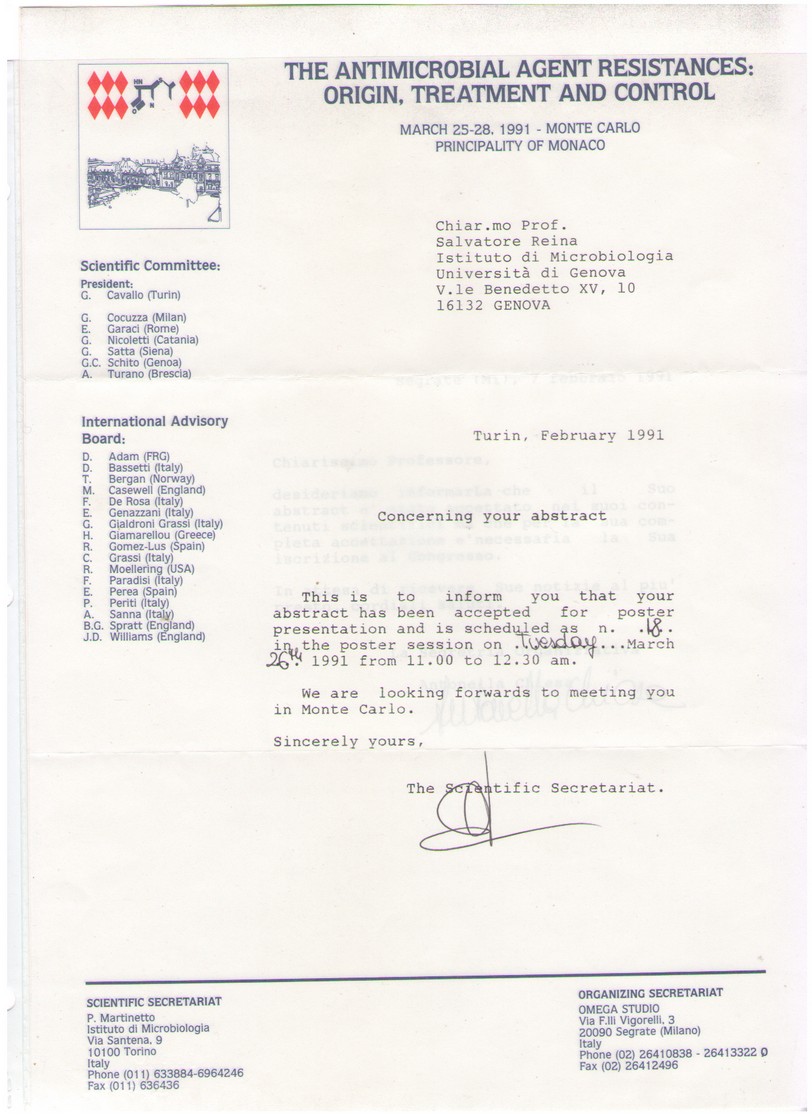 THE ANTIMICROBIAL AGENT RESISTANCES:
ORIGIN, TREATMENT AND CONTROL
MARCH 25-28. 1991 - MONTE CARLO
PRINCIPALITY OF MONACO
Chiar.mo Prof.
Salvatore Reina
Istituto di Microbiologia
Università di Genova
V.le Benedetto XV, 10
16132 GENOVA
Scientific Committee:
President:
G. Cavallo (Turin)
G. Cocuzza (Milan)
E. Garaci (Rome)
G. Nicoletti (Catania)
G. Satta (Siena)
G.C. Schito (Genoa)
A. Turano (Brescia)
International Advisory
Board:
D. Adam (FRG)
D. Bassetti (Italy)
T. Bergan (Norway)
M. Casewell (England)
F. De Rosa (Italy)
E. Genazzani (Italy)
G. Gialdroni Grassi (Italy)
H. Giamarellou (Greece)
R. Gomez-Lus (Spain)
C. Grassi (Italy)
R. Moellering (USA)
F. Paradisi (Italy)
E. Perea (Spain)
P. Periti (Italy)
A. Sanna (Italy)
B.G. Spratt (England)
J.D. Williams (England)
Turin, February 1991
Concerning your abstract
This is to inform you that your
abstract has been accepted for poster
presentation and is scheduled as n. .18.
in the poster session on .Tuesday...March
26th. 1991 from 11.00 to 12.30 am.
We are looking forwards to meeting you
in Monte Carlo.
Sincerely yours,
The Scientific Secretariat.
SCIENTIFIC SECRETARIAT
P. Martinetto
Istituto di Microbiologia
Via Santena, 9
10100 Torino
Italy
Phone (011) 633884-6964246
Fax (011) 636436
ORGANIZING SECRETARIAT
OMEGA STUDIO
Via F.lli Vigorelli, 3
20090 Segrate (Milano)
Italy
Phone (02) 26410838 - 26413322 0
Fax (02) 26412496